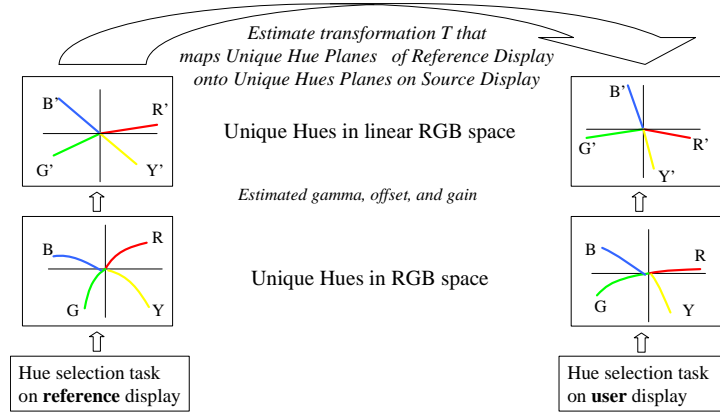 Estimate transformation T that
maps Unique Hue Planes of Reference Display
onto Unique Hues Planes on Source Display
B’
R’
G’
Y’
Unique Hues in linear RGB space
B’
G’
R’
Y’
Estimated gamma, offset, and gain
B
R
G
Y
Unique Hues in RGB space
B
R
G
Y
Hue selection task
on reference display
Hue selection task
on user display